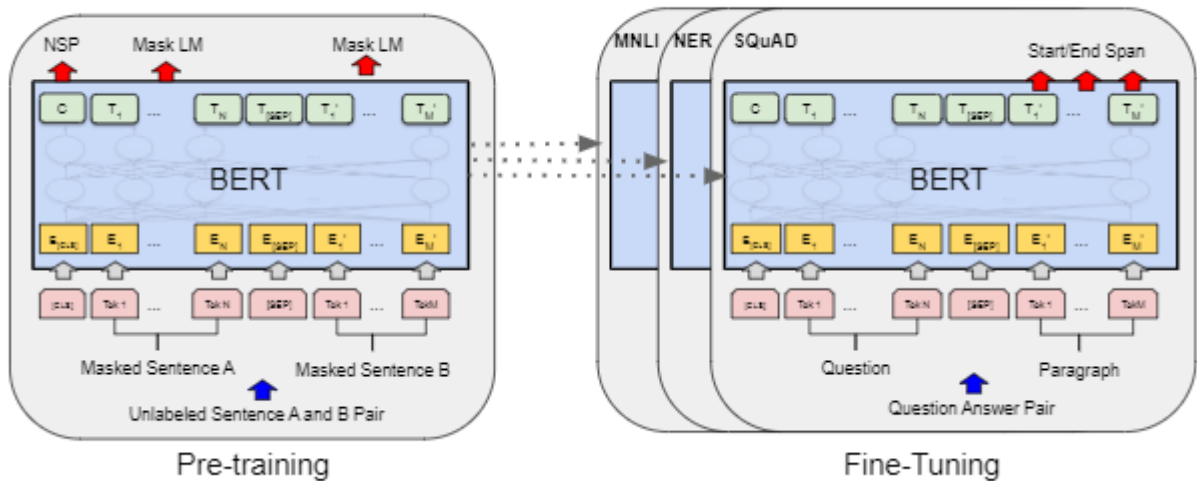 NSP Mask LM Mask LM
C T1 ... TN T[SEP] T1' ... TM'
BERT
E[CLS] E1 ... EN E[SEP] E1' ... EM'
[CLS] Tok 1 ... Tok N [SEP] Tok 1 ... TokM
Masked Sentence A Masked Sentence B
Unlabeled Sentence A and B Pair
Pre-training
MNLI NER SQuAD
Start/End Span
C T1 ... TN T[SEP] T1' ... TM'
BERT
E[CLS] E1 ... EN E[SEP] E1' ... EM'
[CLS] Tok 1 ... Tok N [SEP] Tok 1 ... TokM
Question Paragraph
Question Answer Pair
Fine-Tuning